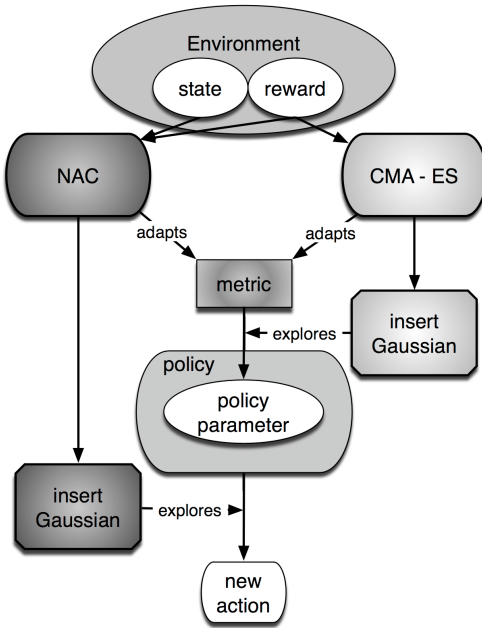 Environment
state
reward
NAC
CMA - ES
adapts
adapts
metric
explores
insert
Gaussian
policy
policy
parameter
insert
Gaussian
explores
new
action